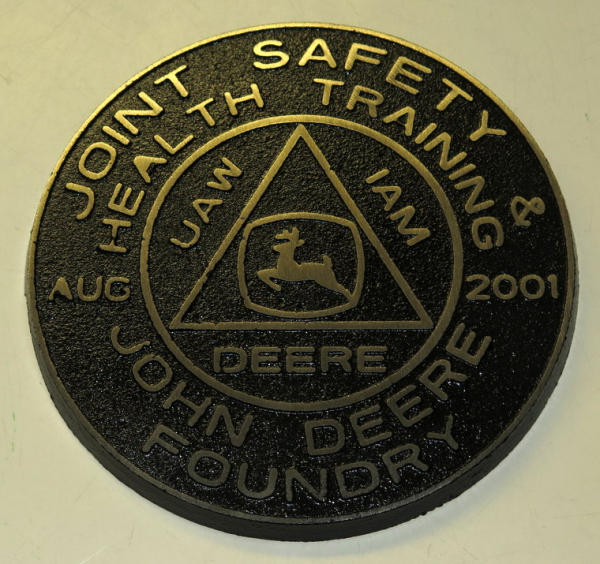 JOINT SAFETY &
HEALTH TRAINING
UAW
IAM
AUG
2001
DEERE
JOHN DEERE
FOUNDRY